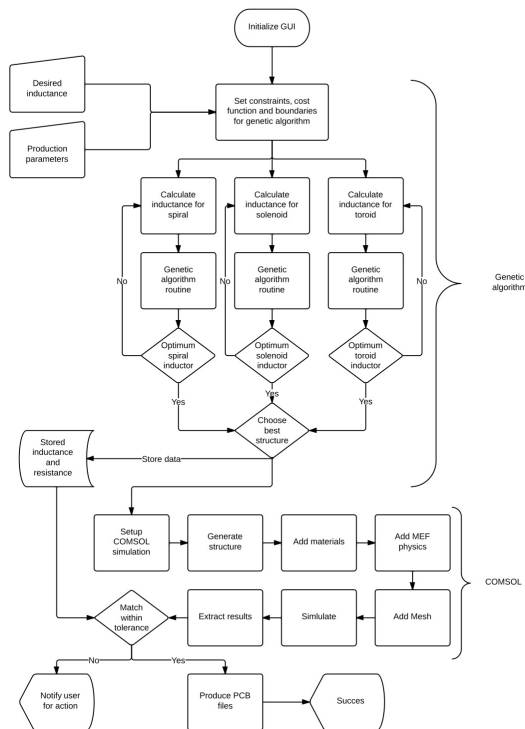 Initialize GUI
Desired
inductance
Production
parameters
Set constraints, cost
function and boundaries
for genetic algorithm
Calculate
inductance for
spiral
Calculate
inductance for
solenoid
Calculate
inductance for
toroid
No
Genetic
algorithm
routine
No
Genetic
algorithm
routine
Genetic
algorithm
routine
No
Genetic
algorithm
Optimum
spiral
inductor
Optimum
solenoid
inductor
Optimum
toroid
inductor
Yes
Yes
Yes
Choose
best
structure
Stored
inductance
and
resistance
Store data
Setup
COMSOL
simulation
Generate
structure
Add materials
Add MEF
physics
COMSOL
Match
within
tolerance
Extract results
Simlulate
Add Mesh
No
Yes
Notify user
for action
Produce PCB
files
Succes